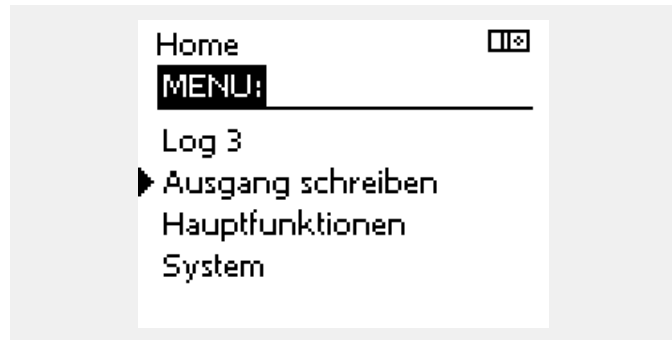 Home
MENU:
Log 3
Ausgang schreiben
Hauptfunktionen
System